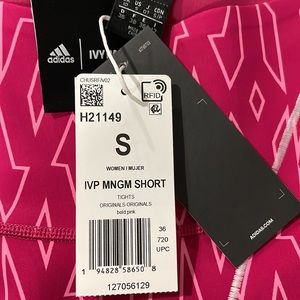 adidas
IVY
CHUSRFIV02
RFID
H21149
S
WOMEN / MUJER
IVP MNGM SHORT
TIGHTS
ORIGINALS ORIGINALS
bold pink
36
720
UPC
1 94828 58650 8
127056129
ADIDAS.COM